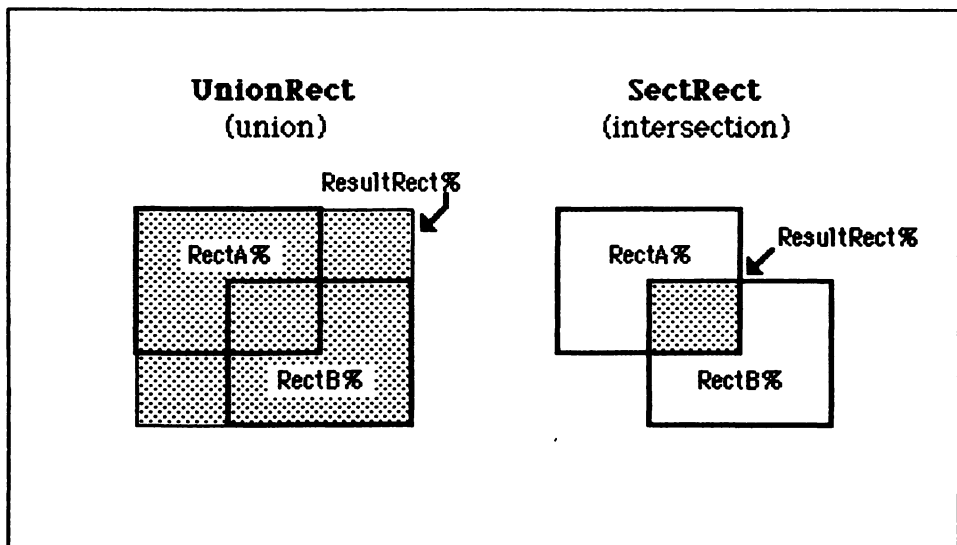 UnionRect
(union)
ResultRect%
RectA%
RectB%
SectRect
(intersection)
ResultRect%
RectA%
RectB%